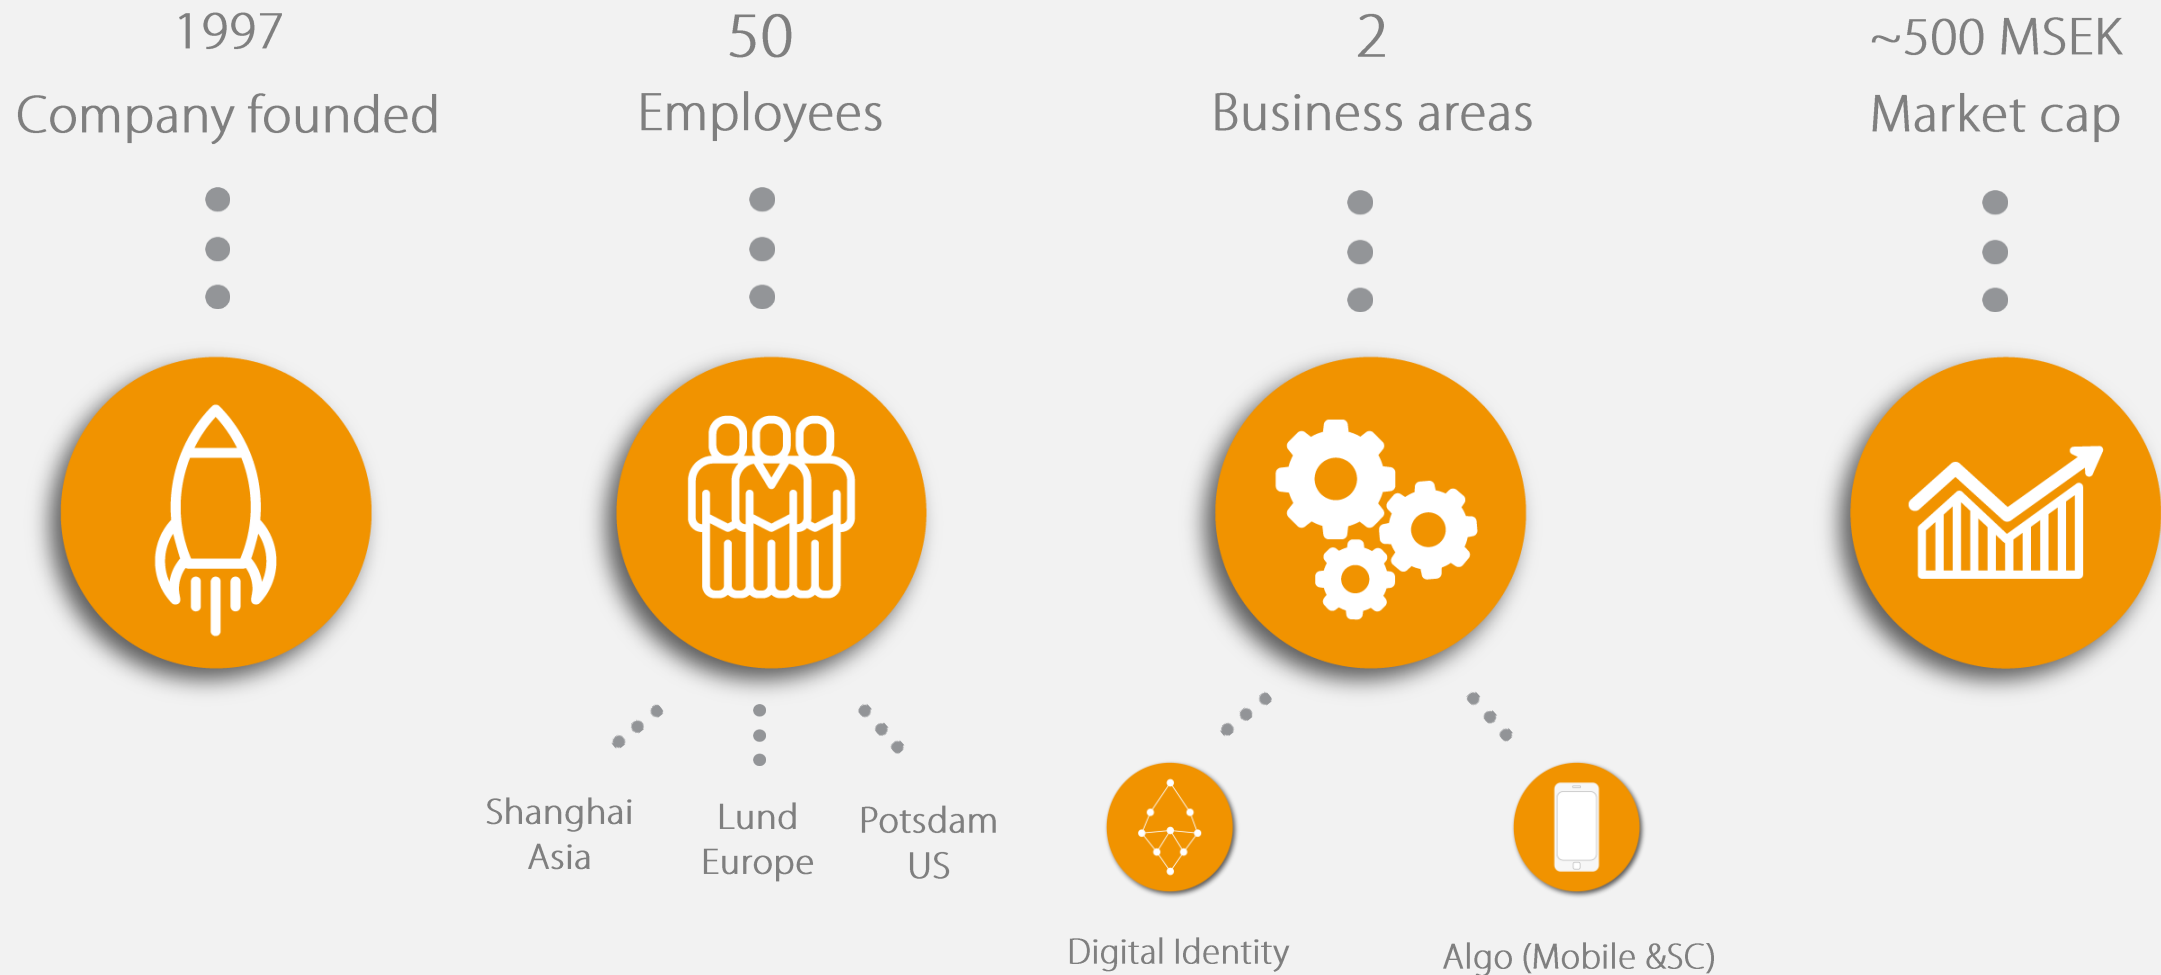 1997
Company founded
50
Employees
2
Business areas
~500 MSEK
Market cap
Shanghai
Asia
Lund
Europe
Potsdam
US
Digital Identity
Algo (Mobile &SC)